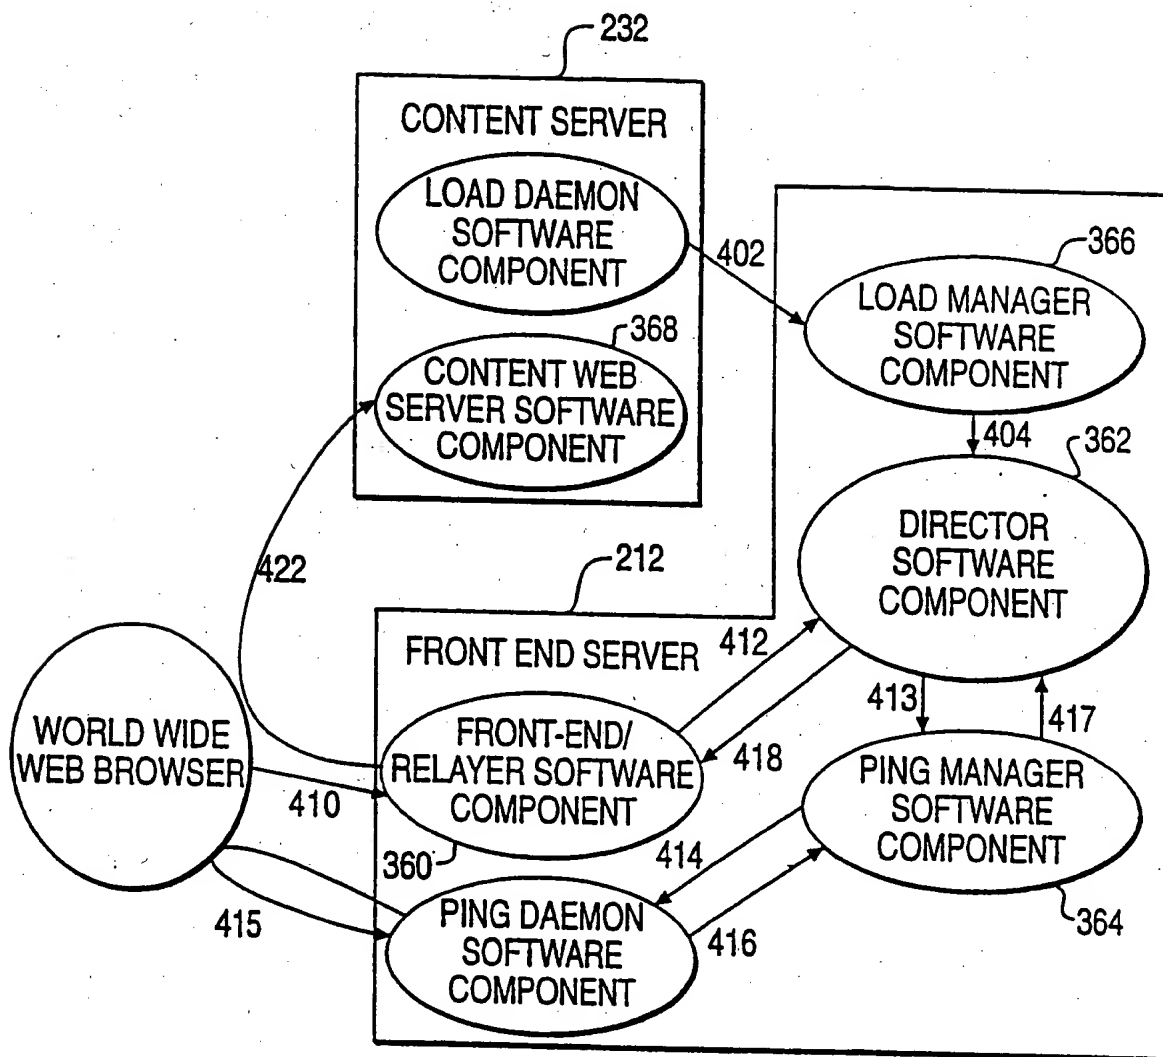 232
CONTENT SERVER
LOAD DAEMON
SOFTWARE
COMPONENT
402
366
LOAD MANAGER
SOFTWARE
COMPONENT
368
CONTENT WEB
SERVER SOFTWARE
COMPONENT
404
362
DIRECTOR
SOFTWARE
COMPONENT
422
212
FRONT END SERVER
412
WORLD WIDE
WEB BROWSER
410
FRONT-END/
RELAYER SOFTWARE
COMPONENT
360
418
413
417
PING MANAGER
SOFTWARE
COMPONENT
364
414
415
PING DAEMON
SOFTWARE
COMPONENT
416